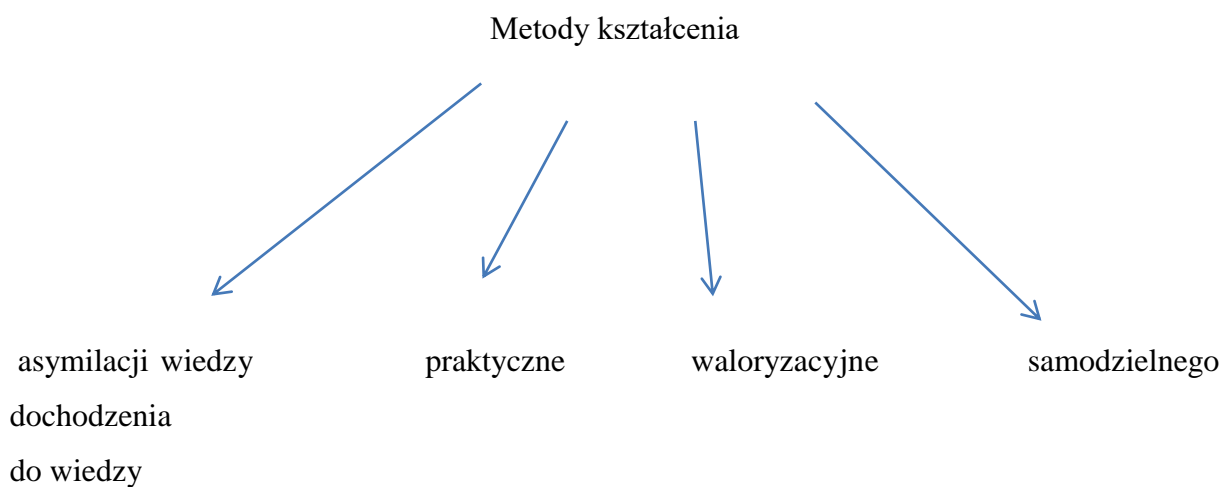 Metody kształcenia
asymilacji wiedzy praktyczne waloryzacyjne samodzielnego
dochodzenia
do wiedzy